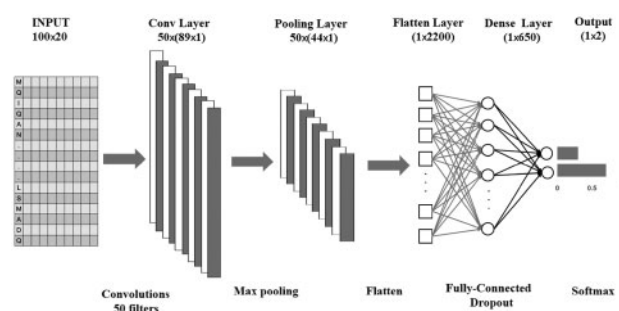 INPUT
100x20
Conv Layer
50x(89x1)
Pooling Layer
50x(44x1)
Flatten Layer
(1x2200)
Dense Layer
(1x650)
Output
(1x2)
M
Q
I
Q
A
N
.
.
.
.
L
S
M
A
D
Q
0
0.5
Convolutions
50 filters
Max pooling
Flatten
Fully-Connected
Dropout
Softmax